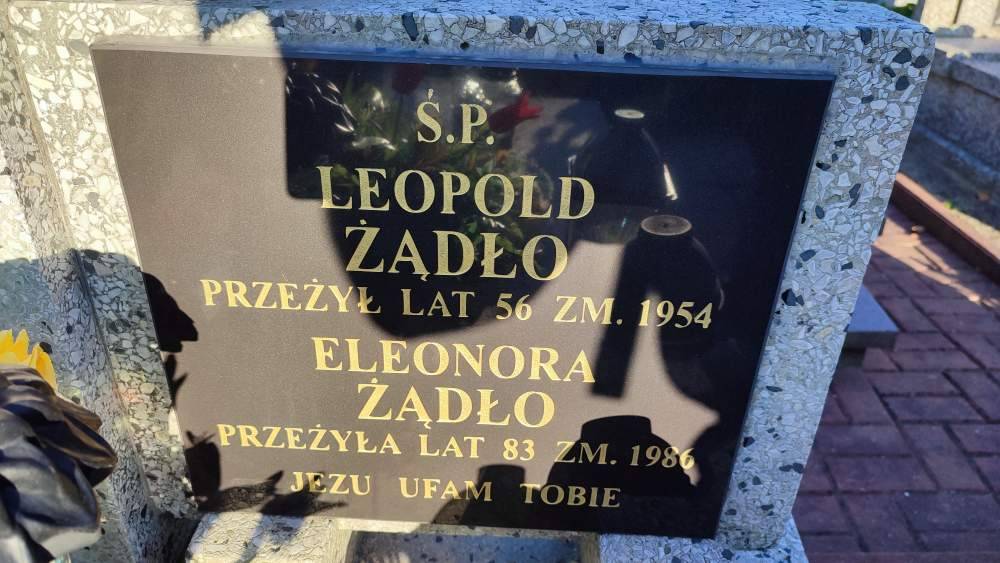 Ś.P.
LEOPOLD
ŻĄDŁO
PRZEŻYŁ LAT 56 ZM. 1954
ELEONORA
ŻĄDŁO
PRZEŻYŁA LAT 83 ZM. 1986
JEZU UFAM TOBIE